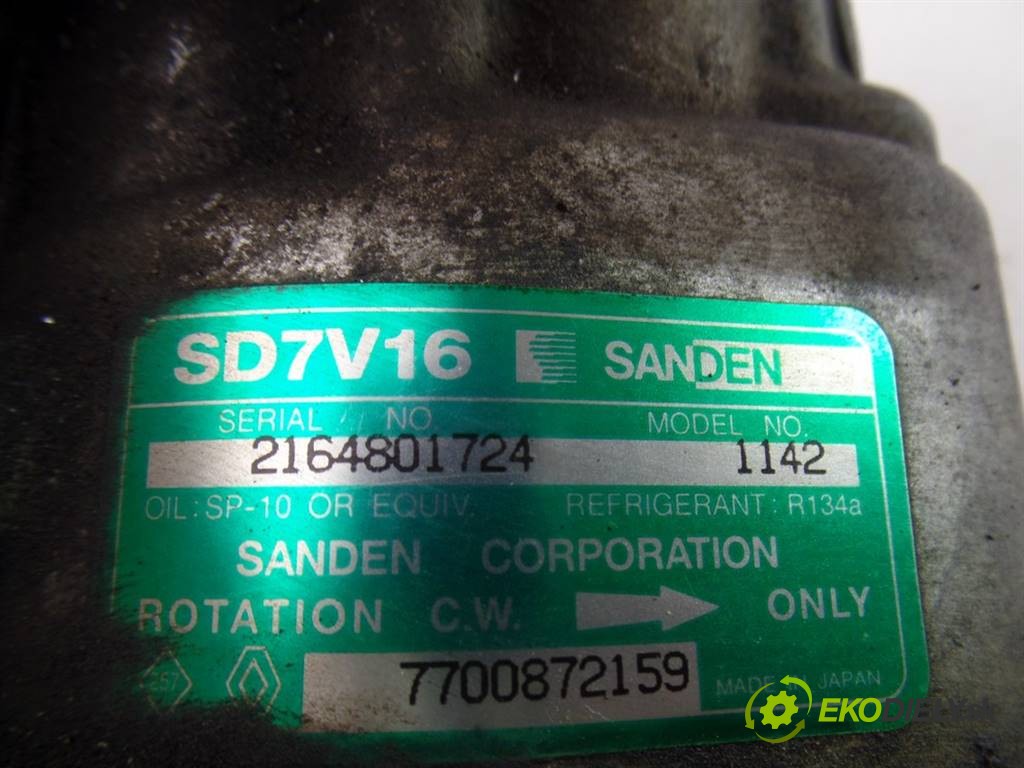 SD7V16 SANDEN
SERIAL NO. MODEL NO.
2164801724 1142
OIL: SP-10 OR EQUIV. REFRIGERANT: R134a
SANDEN CORPORATION
ROTATION C.W. ONLY
257 7700872159 MADE IN JAPAN